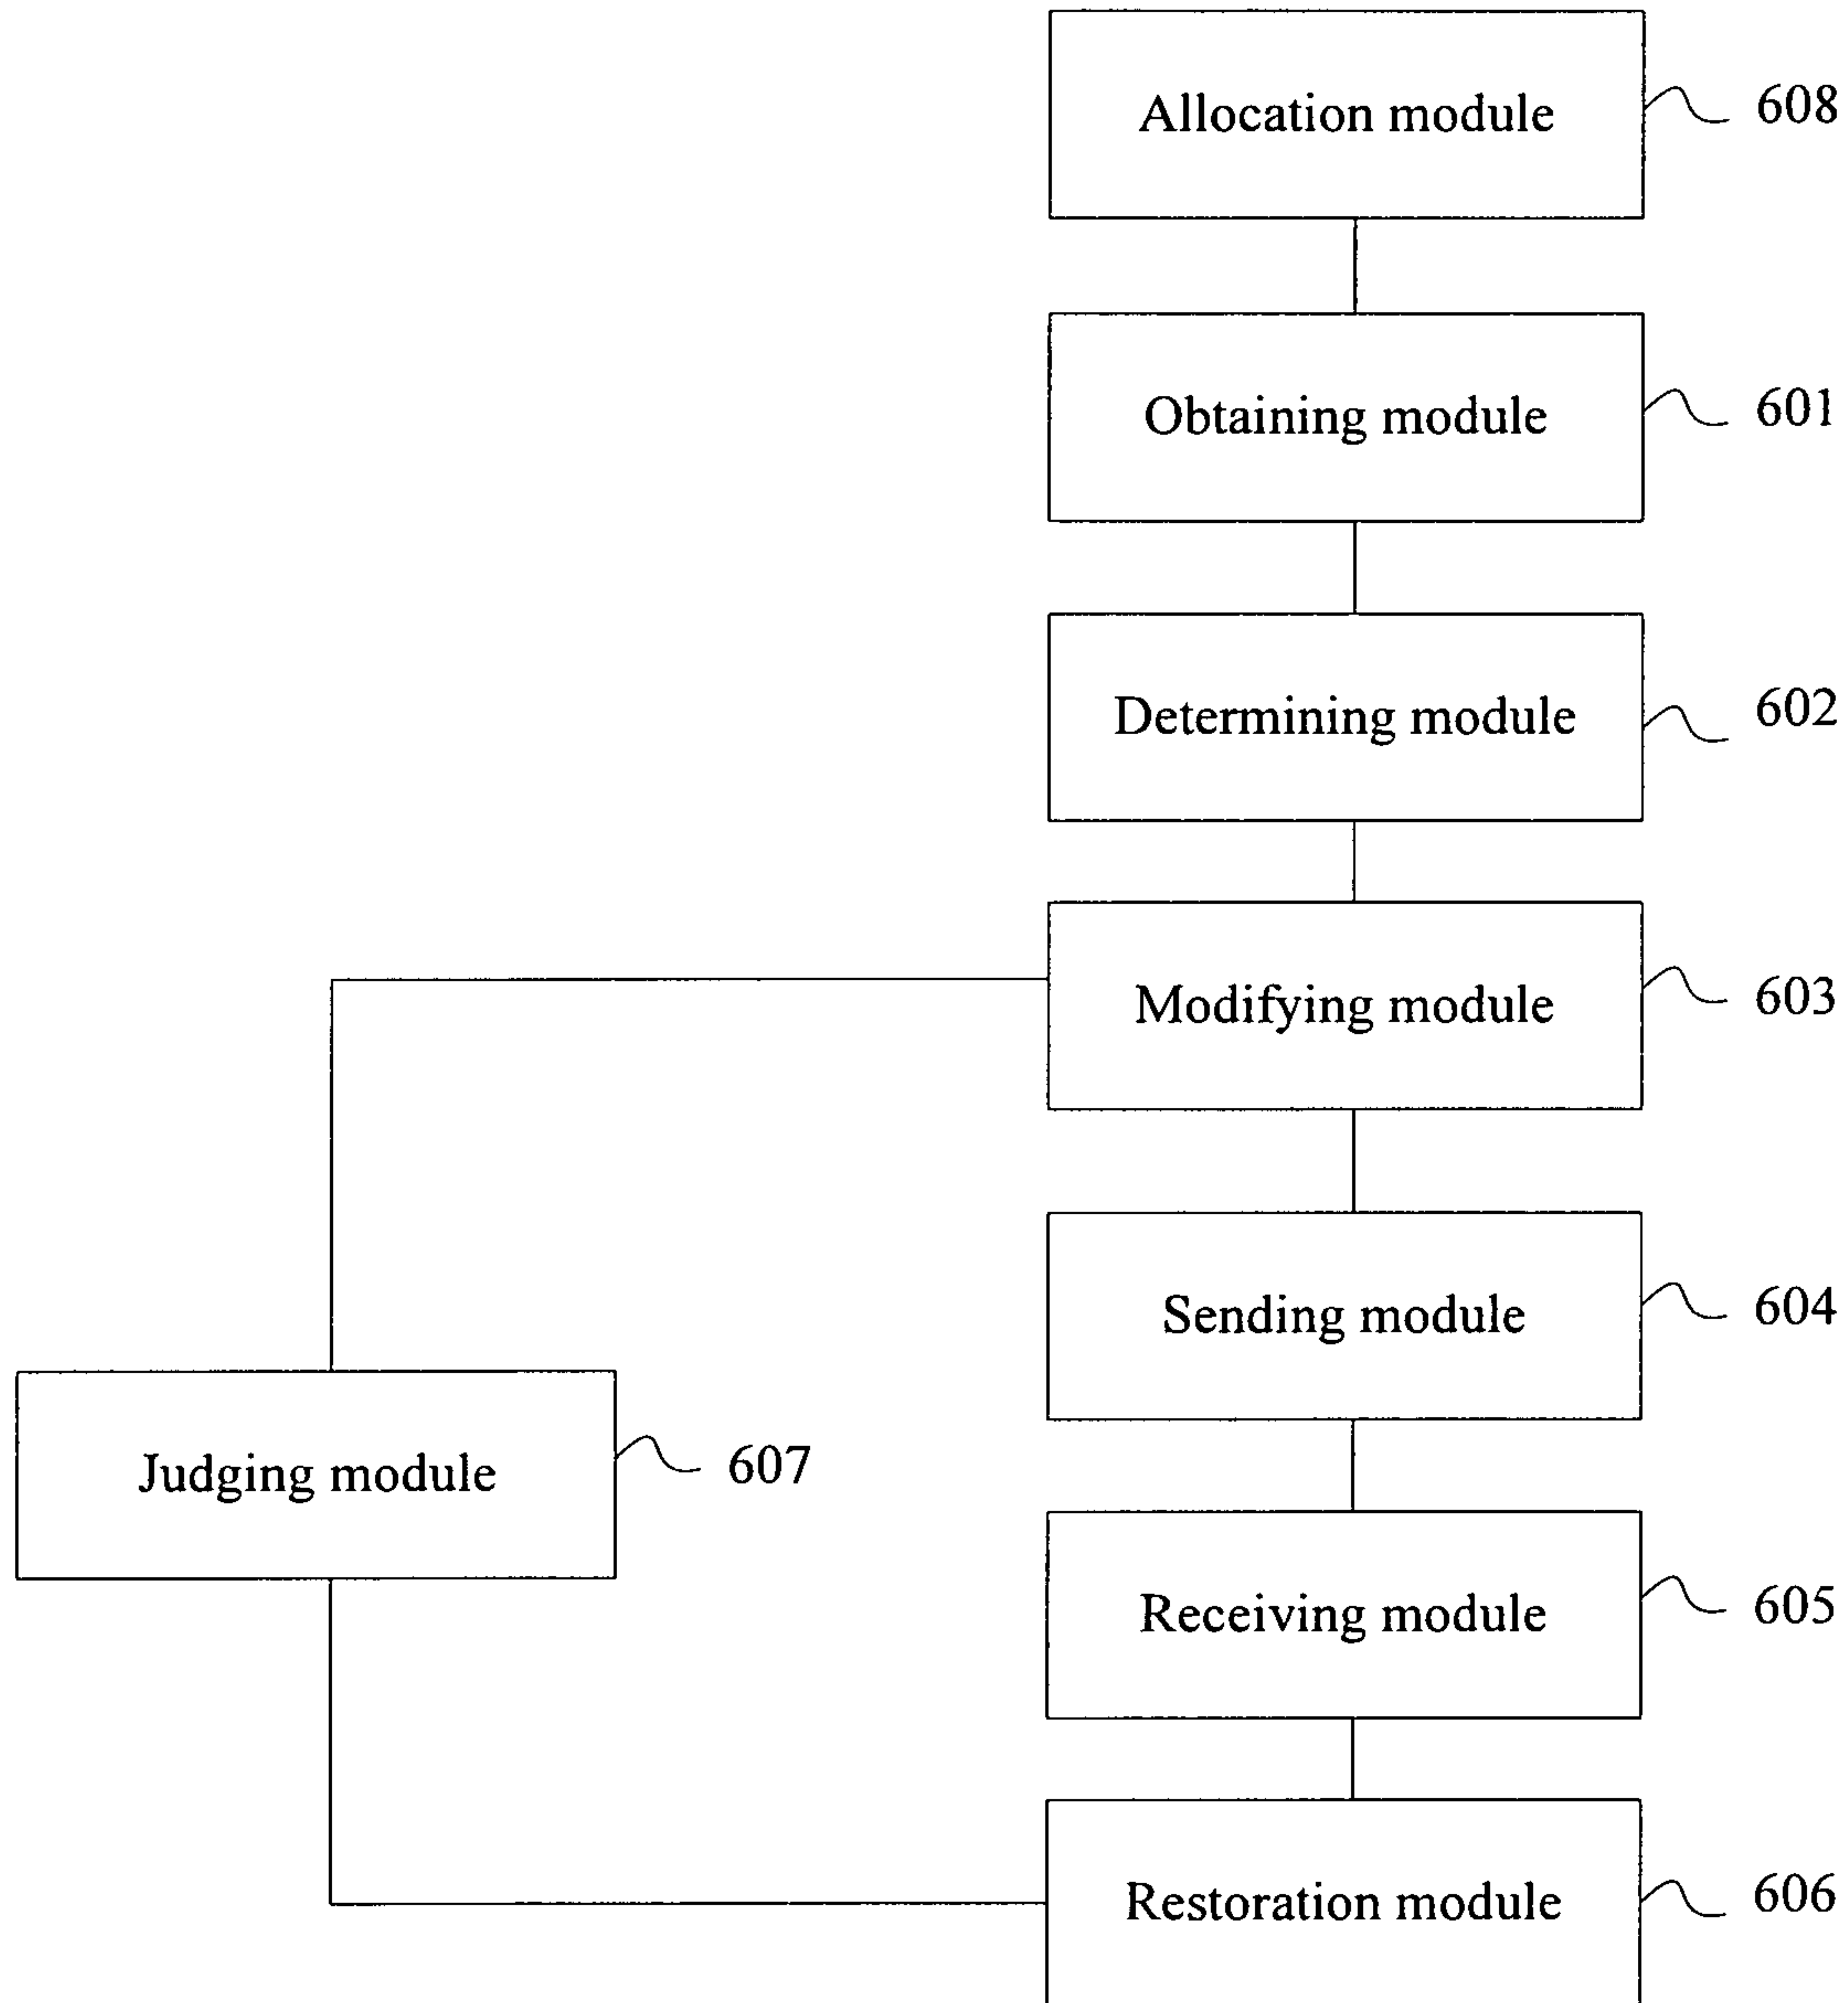 Allocation module 608
Obtaining module 601
Determining module 602
Modifying module 603
Sending module 604
Judging module 607
Receiving module 605
Restoration module 606